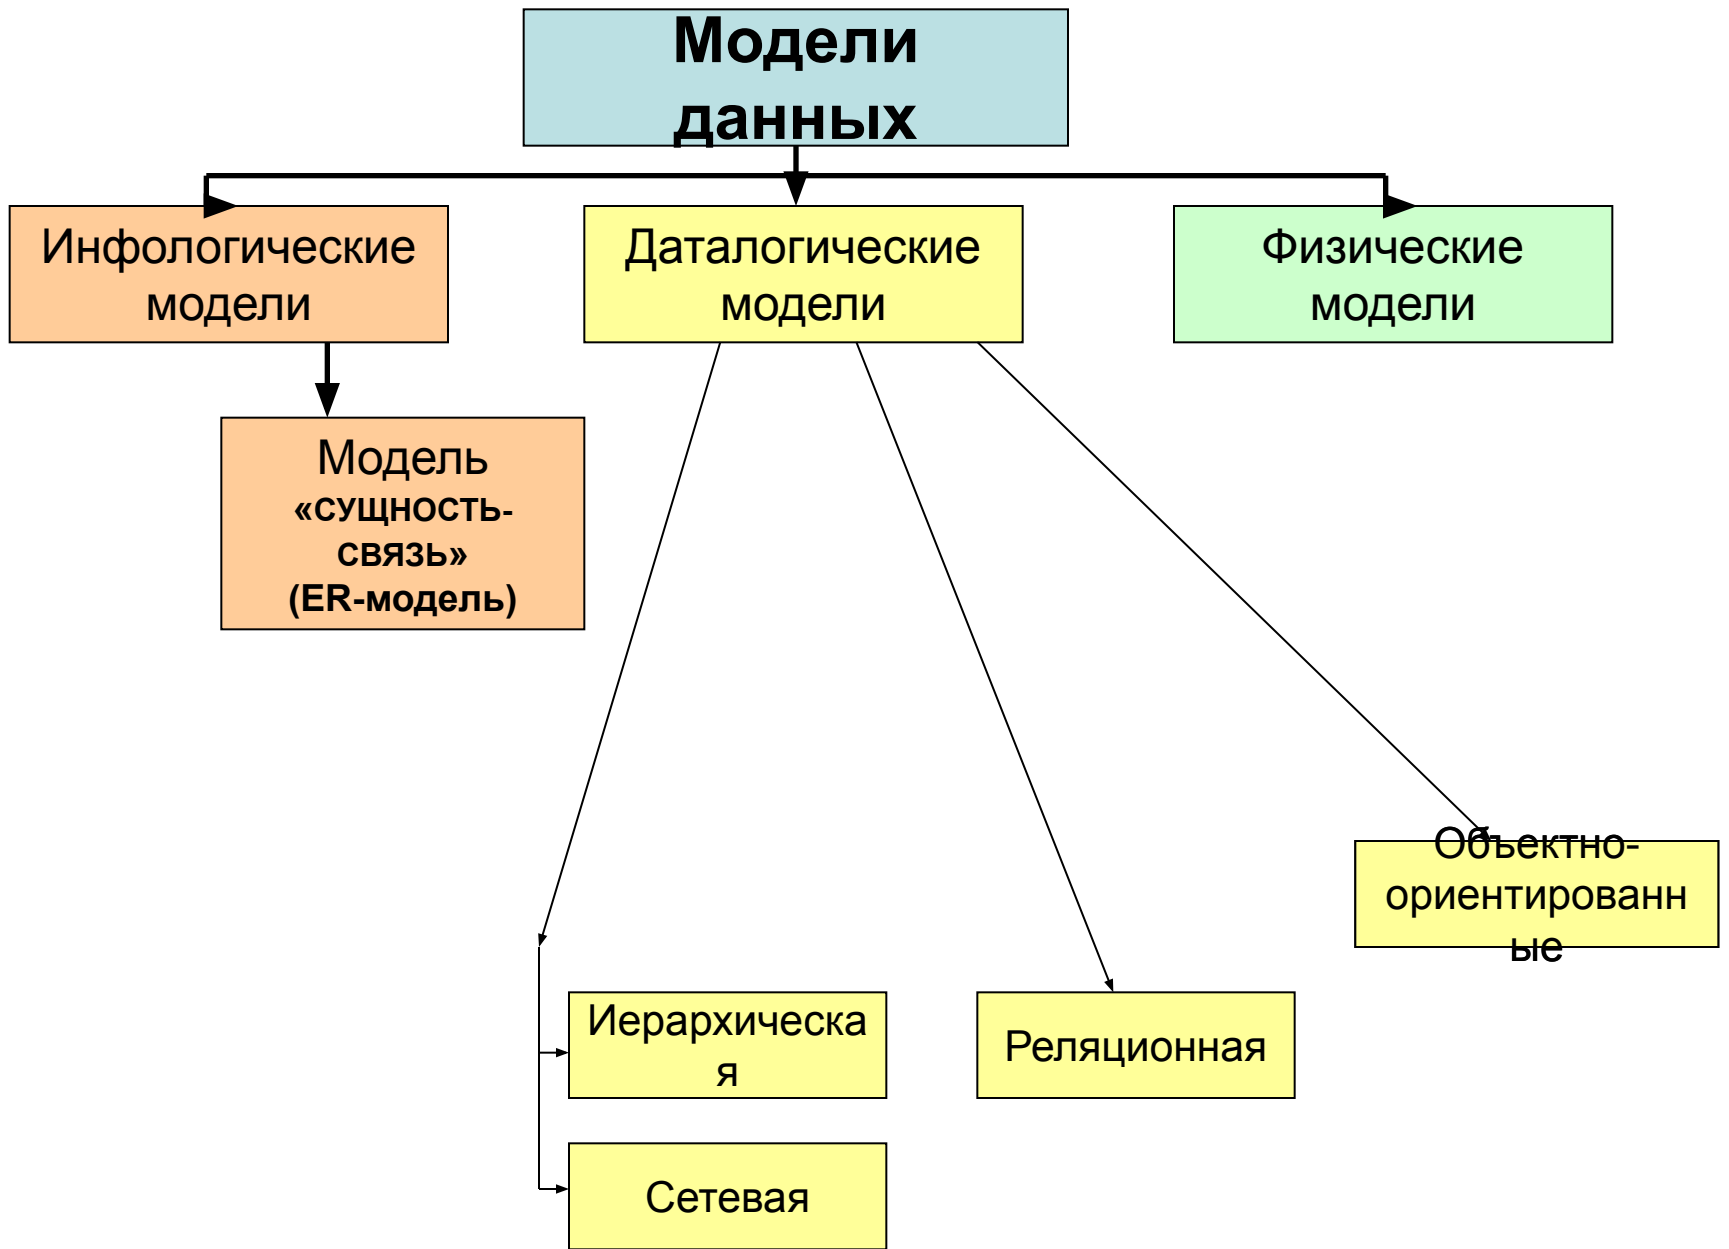 Модели
данных
Инфологические
модели
Даталогические
модели
Физические
модели
Модель
«СУЩНОСТЬ-
СВЯЗЬ»
(ER-модель)
Объектно-
ориентированн
ые
Иерархическа
я
Реляционная
Сетевая